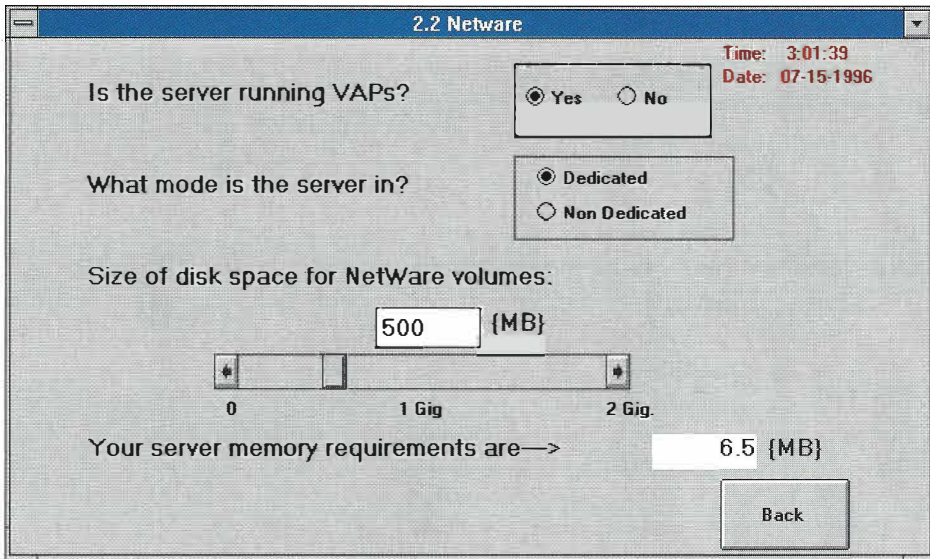 2.2 Netware
Time: 3:01:39
Date: 07-15-1996
Is the server running VAPs?
Yes No
What mode is the server in?
Dedicated
Non Dedicated
Size of disk space for NetWare volumes:
500 {MB}
0 1 Gig 2 Gig.
Your server memory requirements are—> 6.5 {MB}
Back